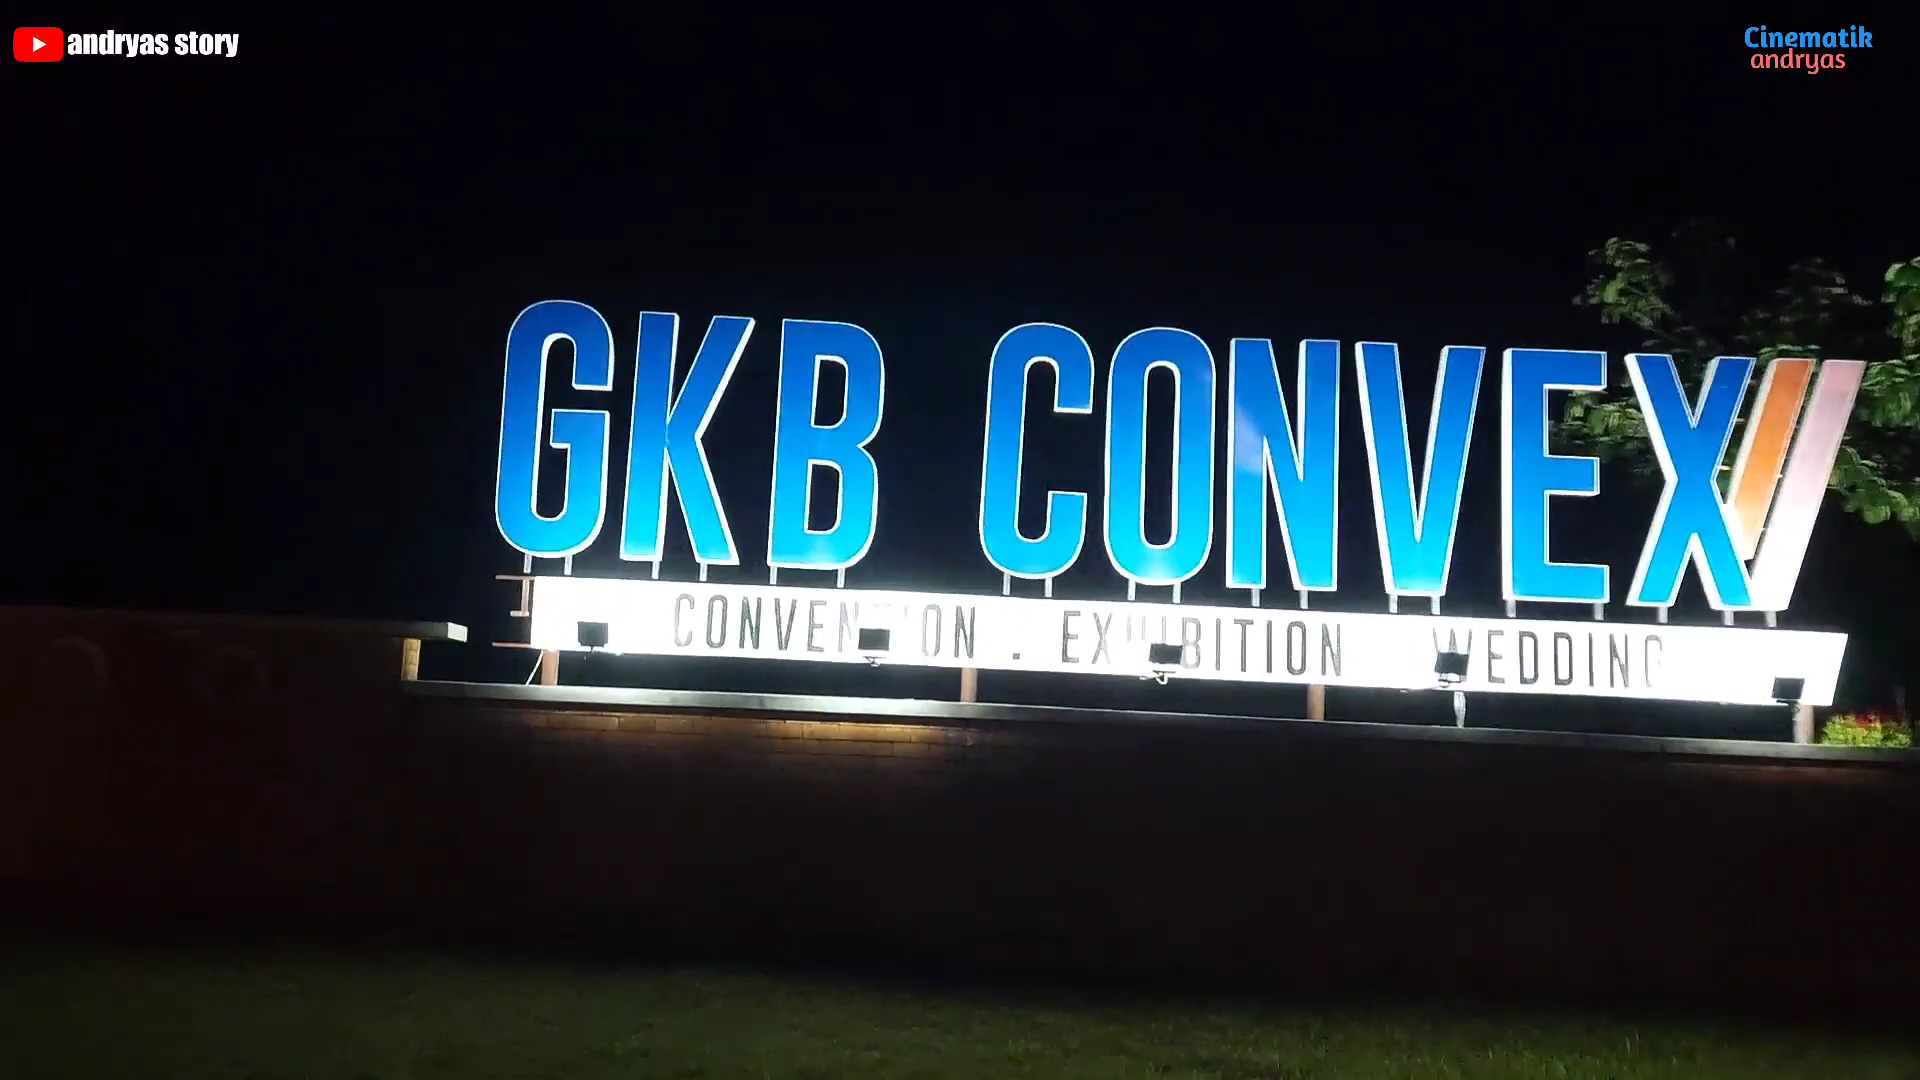 andryas story
Cinematik
andryas
GKB CONVEX
CONVENTION . EXHIBITION WEDDING